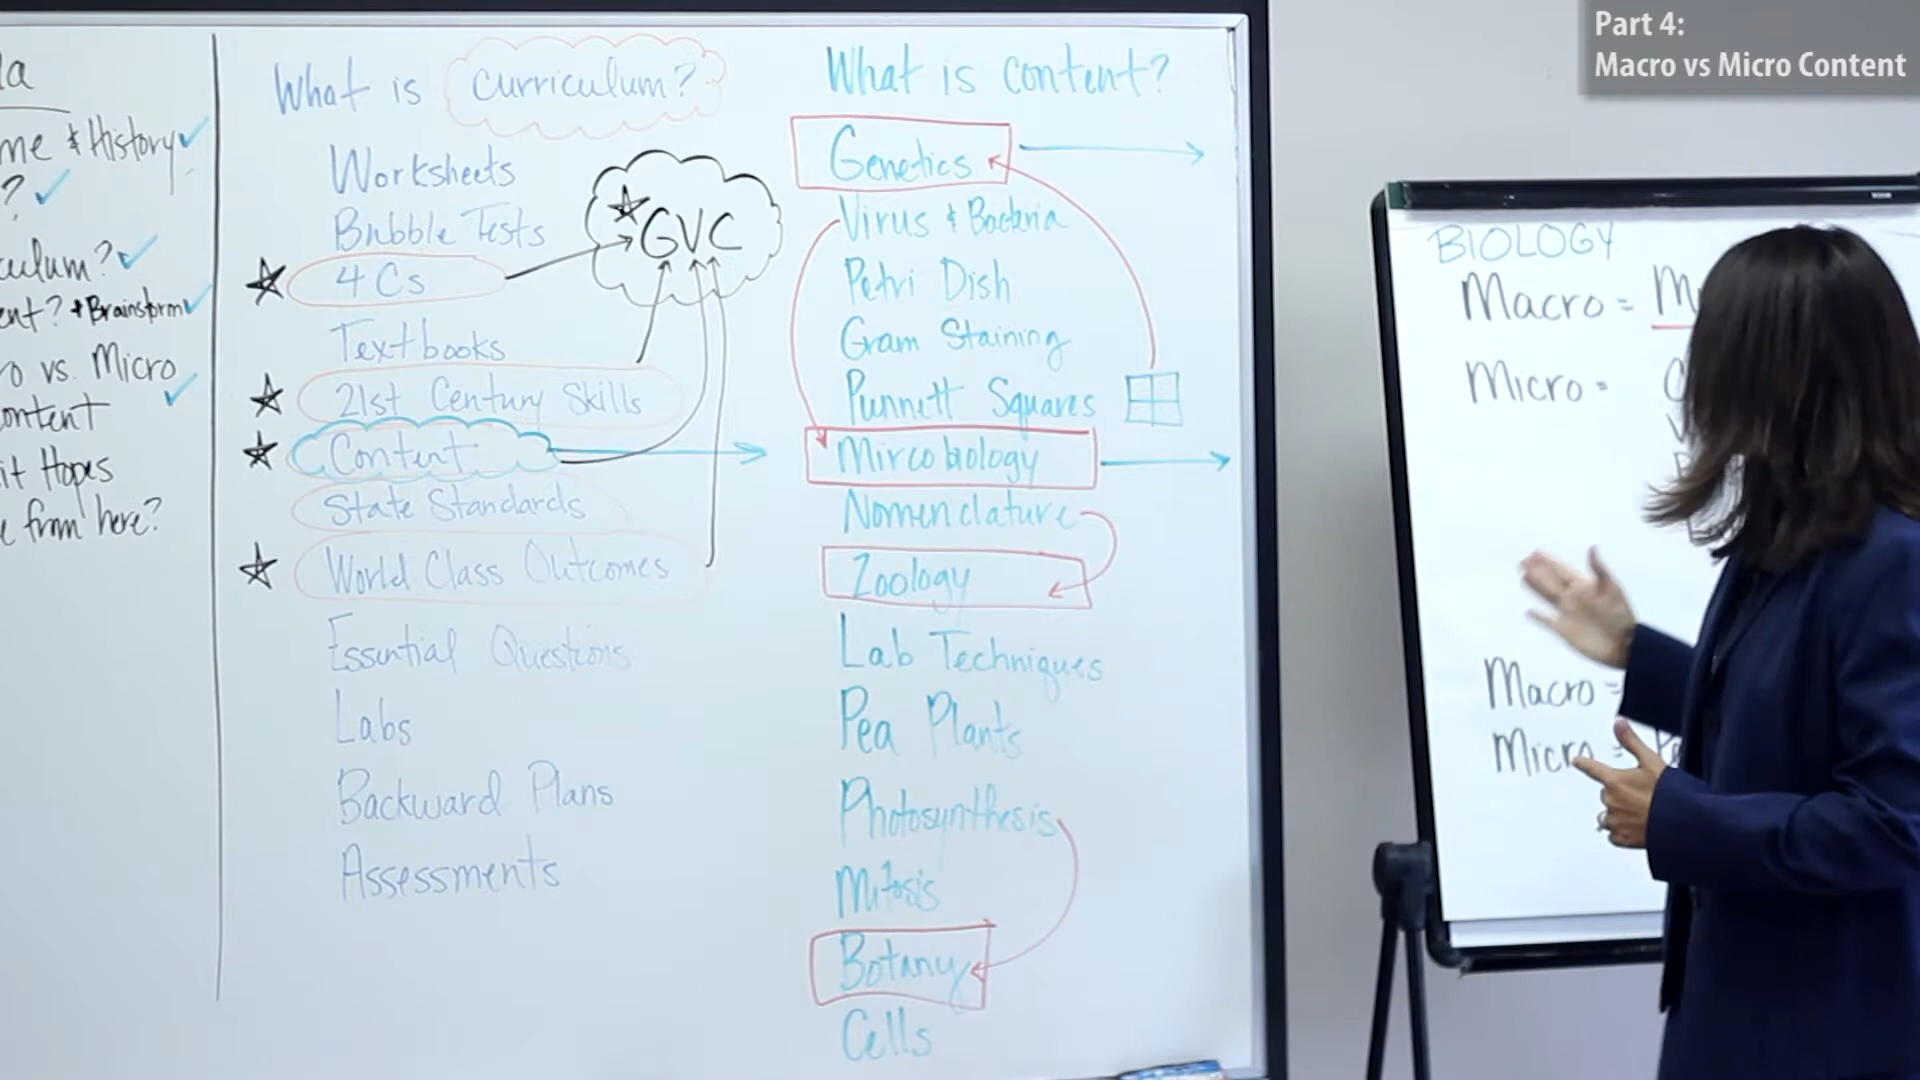 Part 4:
Macro vs Micro Content
la
me & History
?
culum?
ent? + Brainstorm
o vs. Micro
ontent
it Hopes
e from here?
What is curriculum?
Worksheets
Bubble Tests
4 Cs
Textbooks
21st Century Skills
Content
State Standards
World Class Outcomes
Essential Questions
Labs
Backward Plans
Assessments
GVC
What is content?
Genetics
Virus & Bacteria
Petri Dish
Gram Staining
Punnett Squares
Mircobiology
Nomenclature
Zoology
Lab Techniques
Pea Plants
Photosynthesis
Mitosis
Botany
Cells
BIOLOGY
Macro = M
Micro =
Macro =
Micro =